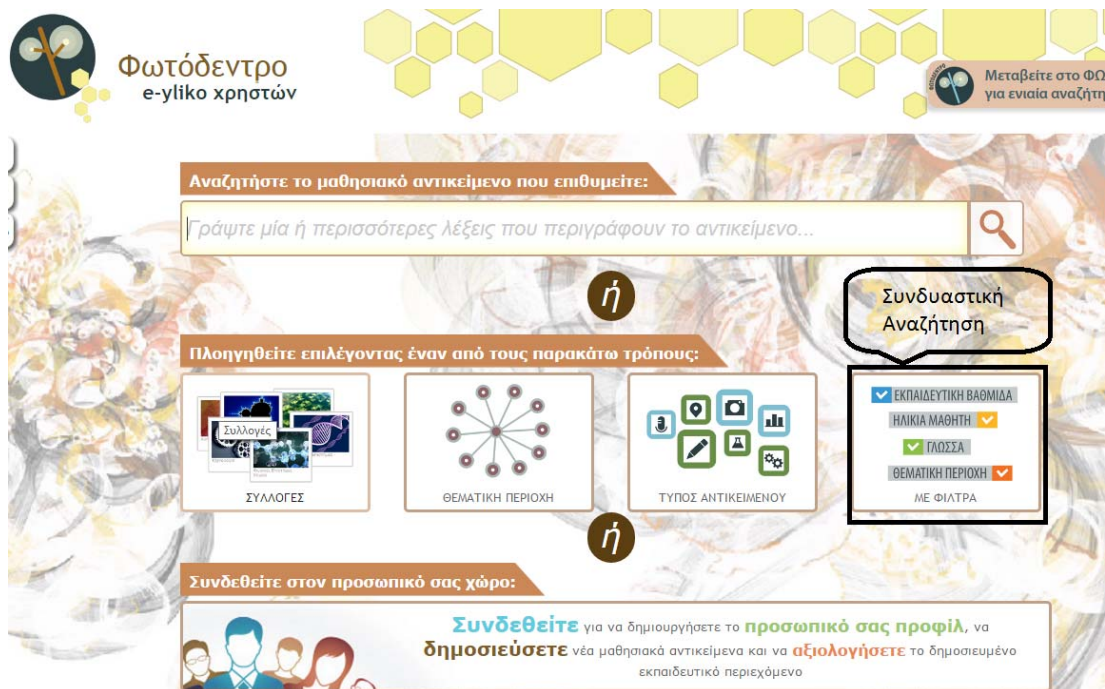 Φωτόδεντρο
e-yliko χρηστών
Μεταβείτε στο ΦΩ
για ενιαία αναζήτη
Αναζητήστε το μαθησιακό αντικείμενο που επιθυμείτε:
Γράψτε μία ή περισσότερες λέξεις που περιγράφουν το αντικείμενο...
ή
Συνδυαστική
Αναζήτηση
Πλοηγηθείτε επιλέγοντας έναν από τους παρακάτω τρόπους:
Συλλογές
ΣΥΛΛΟΓΕΣ
ΘΕΜΑΤΙΚΗ ΠΕΡΙΟΧΗ
ΤΥΠΟΣ ΑΝΤΙΚΕΙΜΕΝΟΥ
ΕΚΠΑΙΔΕΥΤΙΚΗ ΒΑΘΜΙΔΑ
ΗΛΙΚΙΑ ΜΑΘΗΤΗ
ΓΛΩΣΣΑ
ΘΕΜΑΤΙΚΗ ΠΕΡΙΟΧΗ
ΜΕ ΦΙΛΤΡΑ
ή
Συνδεθείτε στον προσωπικό σας χώρο:
Συνδεθείτε για να δημιουργήσετε το προσωπικό σας προφίλ, να
δημοσιεύσετε νέα μαθησιακά αντικείμενα και να αξιολογήσετε το δημοσιευμένο
εκπαιδευτικό περιεχόμενο